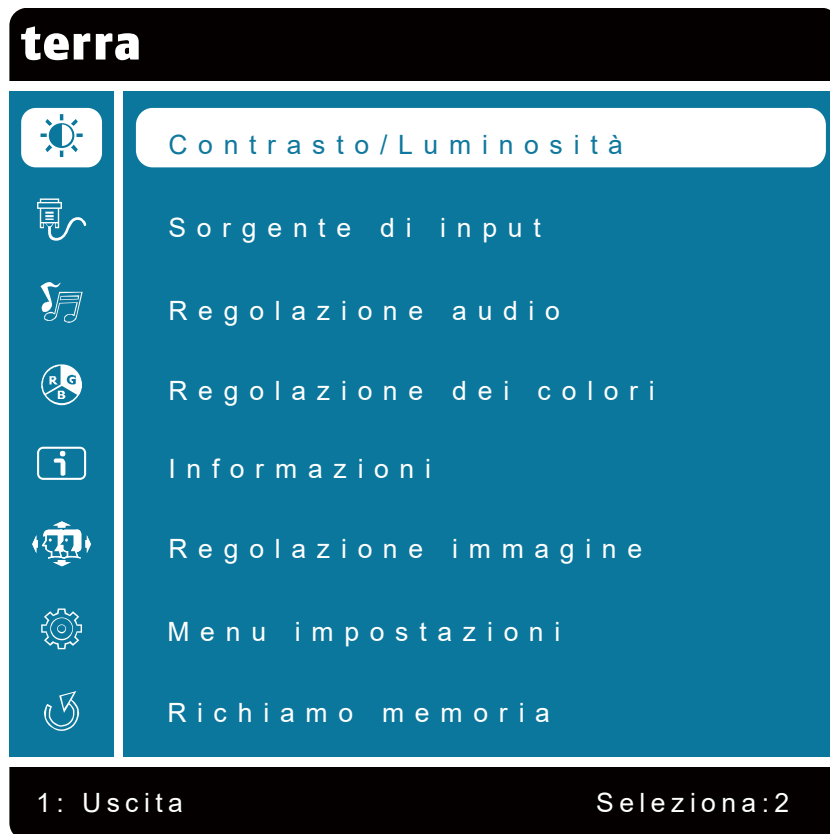 terra
Contrasto/Luminosità
Sorgente di input
Regolazione audio
R G
B
Regolazione dei colori
i
Informazioni
Regolazione immagine
Menu impostazioni
Richiamo memoria
1: Uscita Seleziona:2